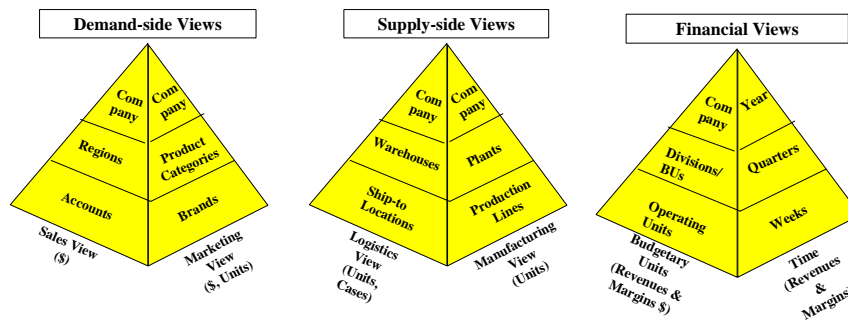 Demand-side Views
Com
pany
Com
pany
Regions
Product
Categories
Accounts
Brands
Sales View
($)
Marketing
View
($, Units)
Supply-side Views
Com
pany
Com
pany
Warehouses
Plants
Ship-to
Locations
Production
Lines
Logistics
View
(Units,
Cases)
Manufacturing
View
(Units)
Financial Views
Com
pany
Year
Divisions/
BUs
Quarters
Operating
Units
Weeks
Budgetary
Units
(Revenues &
Margins $)
Time
(Revenues
&
Margins)